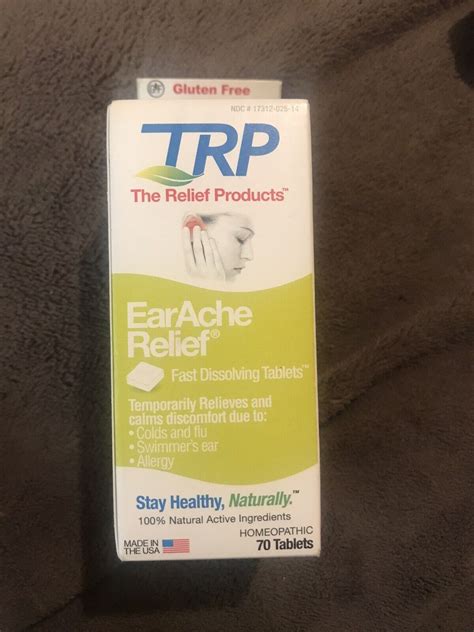 Gluten Free
NDC # 17312-025-14
TRP
The Relief Products™
EarAche
Relief®
Fast Dissolving Tablets™
Temporarily Relieves and
calms discomfort due to:
• Colds and flu
• Swimmer's ear
• Allergy
Stay Healthy, Naturally.™
100% Natural Active Ingredients
HOMEOPATHIC
MADE IN
THE USA
70 Tablets